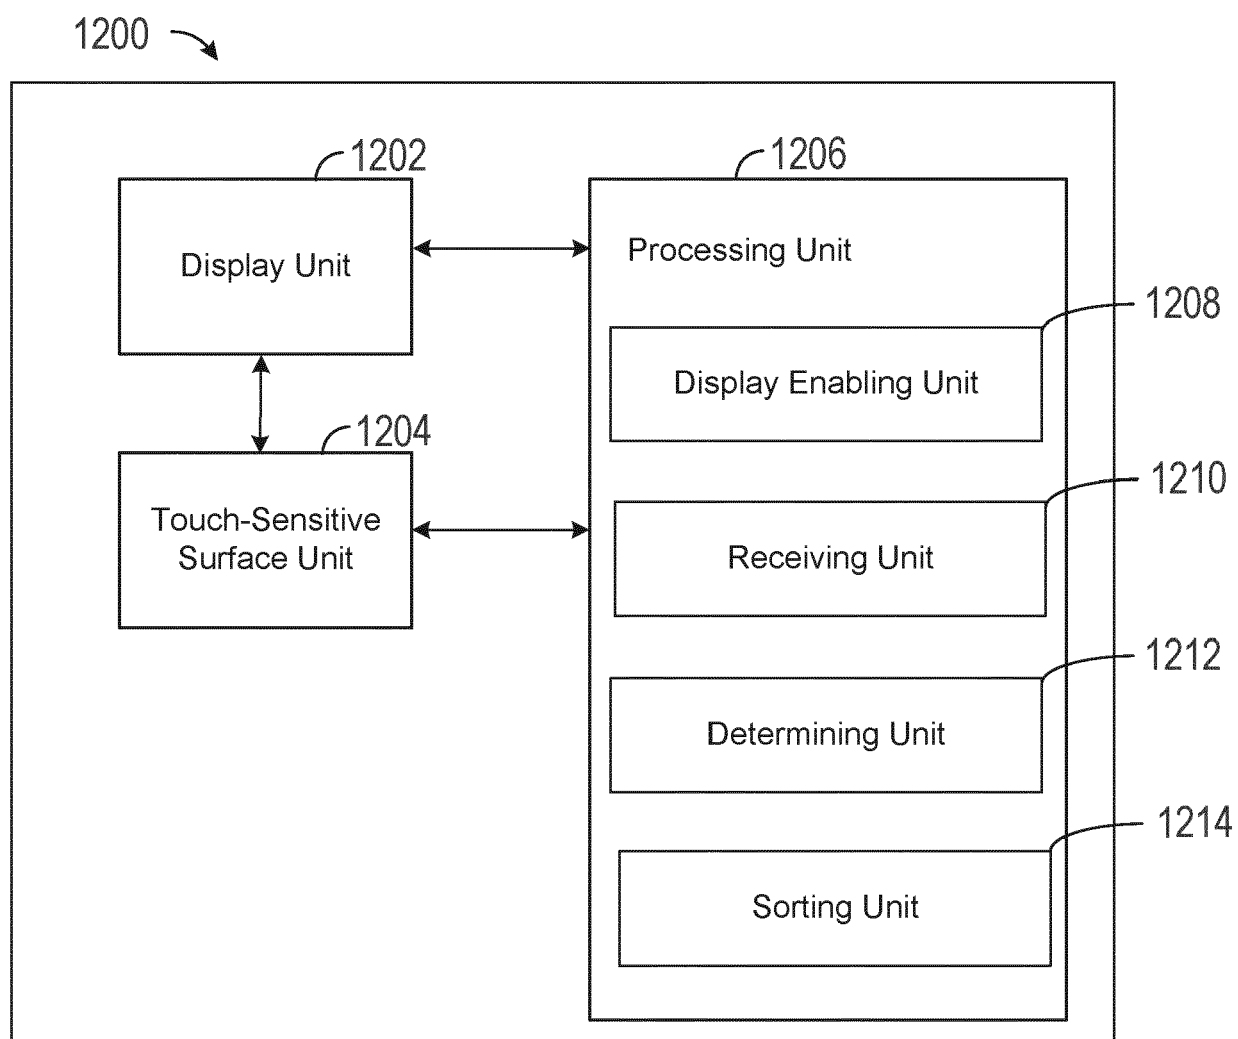 1200
1202
1206
Display Unit
Processing Unit
1208
Display Enabling Unit
1204
Touch-Sensitive
Surface Unit
1210
Receiving Unit
1212
Determining Unit
1214
Sorting Unit